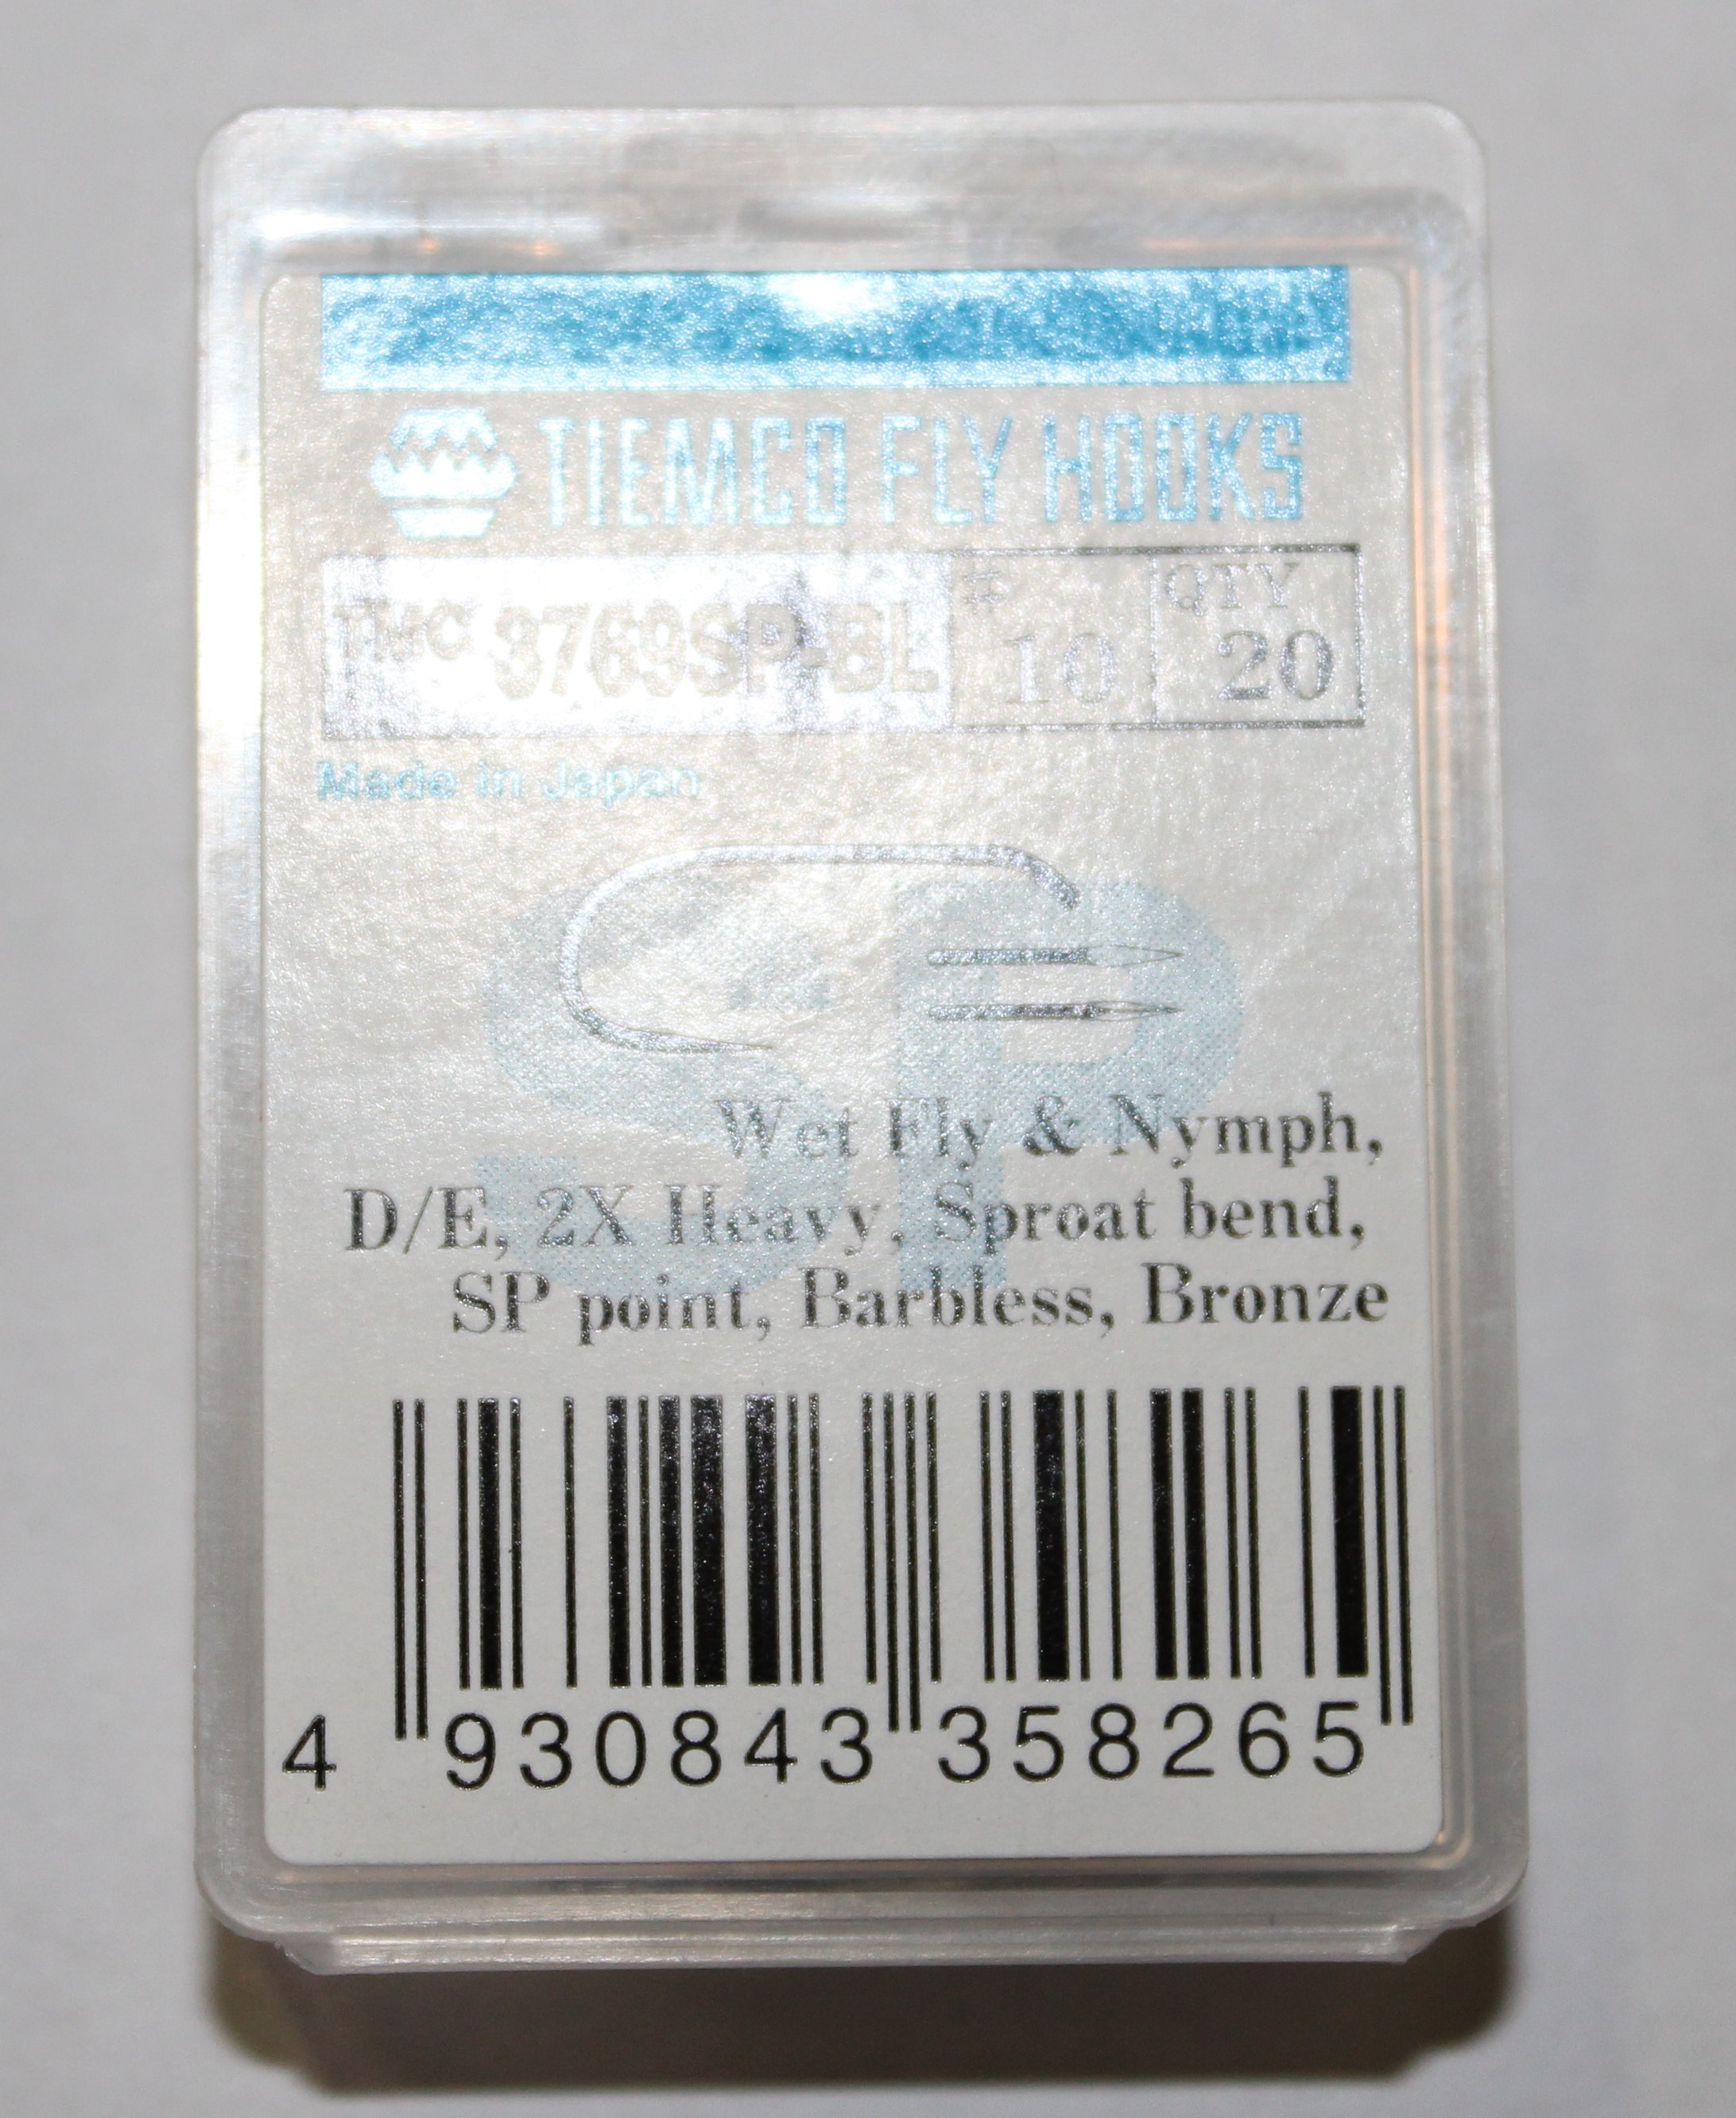 TIEMCO FLY HOOKS
TMC 3769SP-BL # 10 QTY 20
Made in Japan
SP
Wet Fly & Nymph,
D/E, 2X Heavy, Sproat bend,
SP point, Barbless, Bronze
4 930843 358265